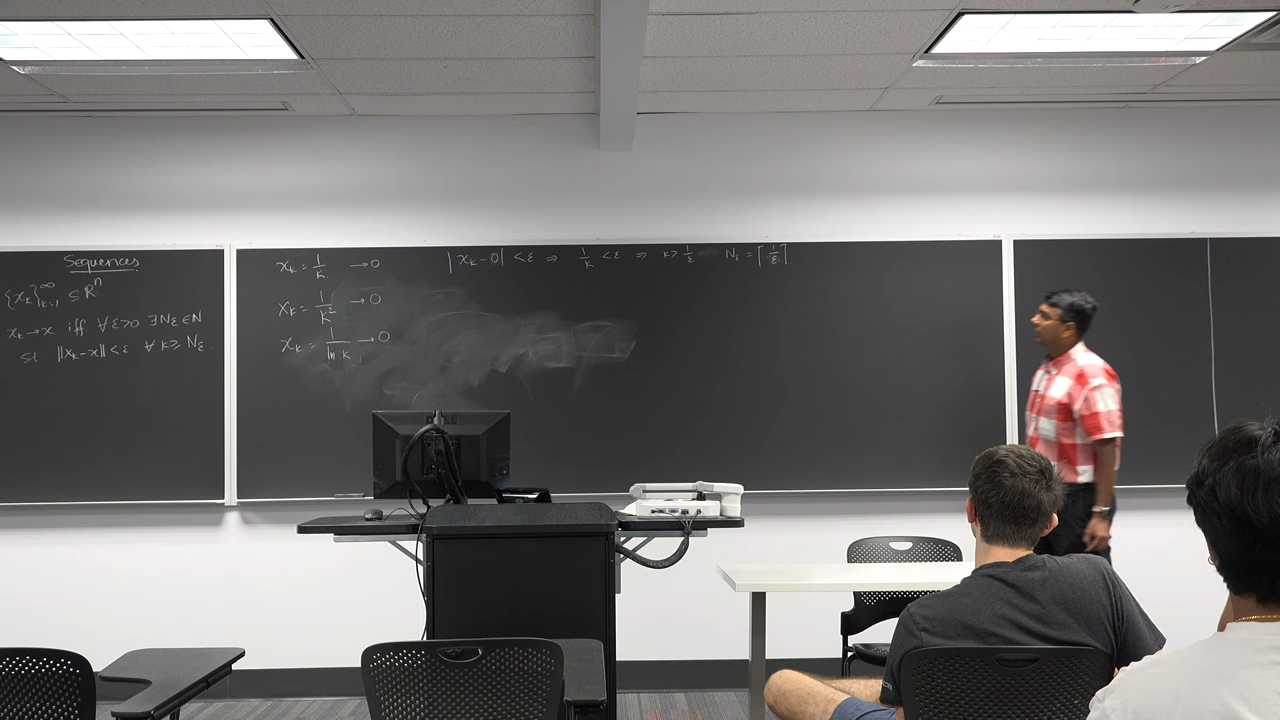 Sequences
{xₖ}ₖ₌₁^∞ ⊆ ℝⁿ
xₖ → x iff ∀ ε>0 ∃ Nε ∈ ℕ
s.t. ||xₖ-x|| < ε ∀ k ≥ Nε.
xₖ = 1/k → 0
xₖ = 1/k² → 0
xₖ = 1/ln k → 0
|xₖ-0| < ε ⇒ 1/k < ε ⇒ k > 1/ε Nε = ⌈1/ε⌉